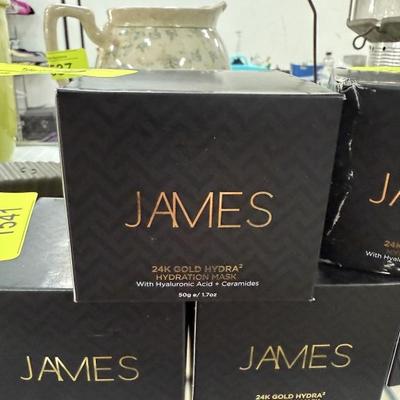 JAMES
24K GOLD HYDRA²
HYDRATION MASK
With Hyaluronic Acid + Ceramides
50g e/1.7oz
1541
JAMES
JAMES
24K GOLD HYDRA²
24K
With Hyalu